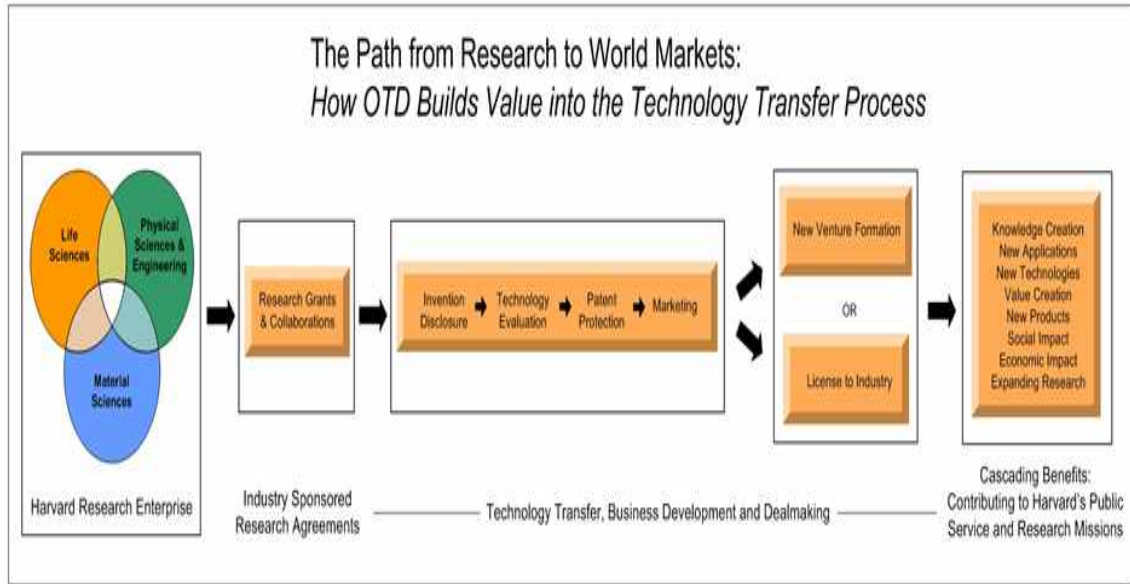 The Path from Research to World Markets:
How OTD Builds Value into the Technology Transfer Process
Life
Sciences
Physical
Sciences &
Engineering
Material
Sciences
Harvard Research Enterprise
Research Grants
& Collaborations
Industry Sponsored
Research Agreements
Invention
Disclosure
Technology
Evaluation
Patent
Protection
Marketing
New Venture Formation
OR
License to Industry
Technology Transfer, Business Development and Dealmaking
Knowledge Creation
New Applications
New Technologies
Value Creation
New Products
Social Impact
Economic Impact
Expanding Research
Cascading Benefits:
Contributing to Harvard's Public
Service and Research Missions